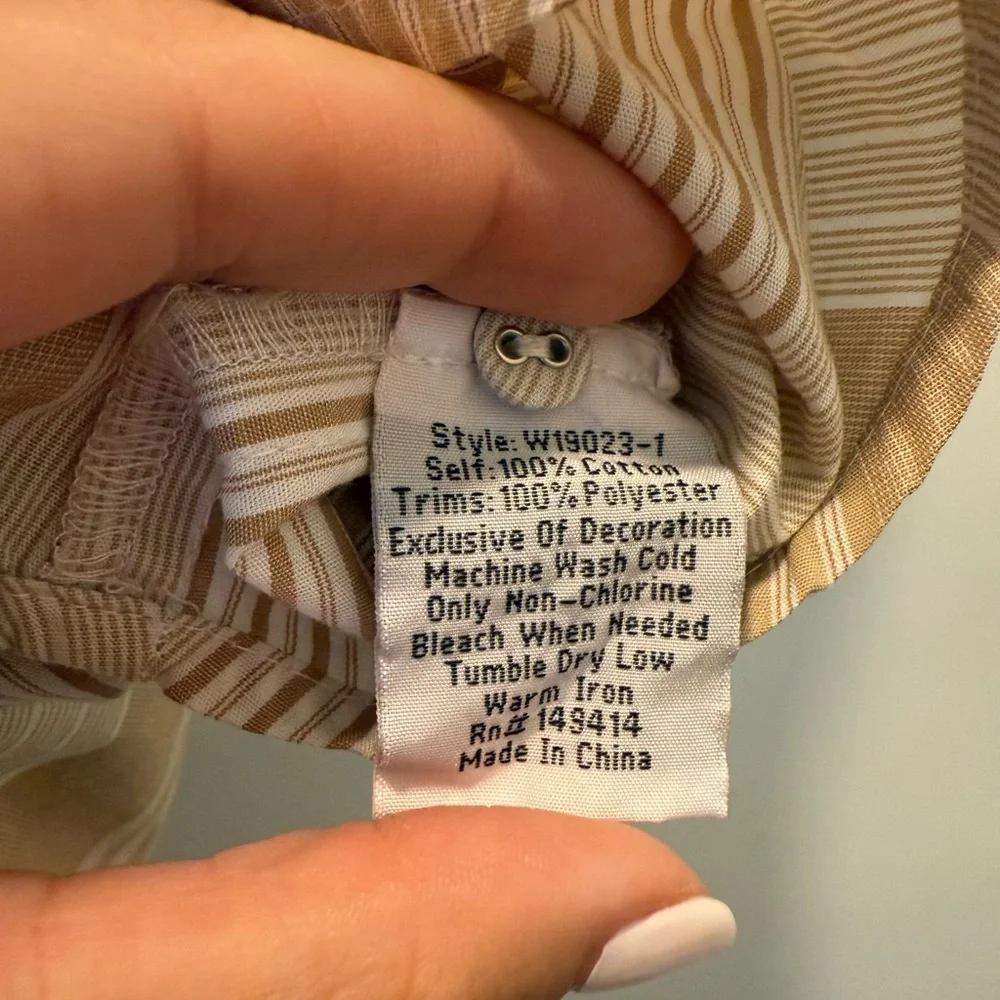 Style: W19023-1
Self:100% Cotton
Trims: 100% Polyester
Exclusive Of Decoration
Machine Wash Cold
Only Non-Chlorine
Bleach When Needed
Tumble Dry Low
Warm Iron
Rn# 149414
Made In China